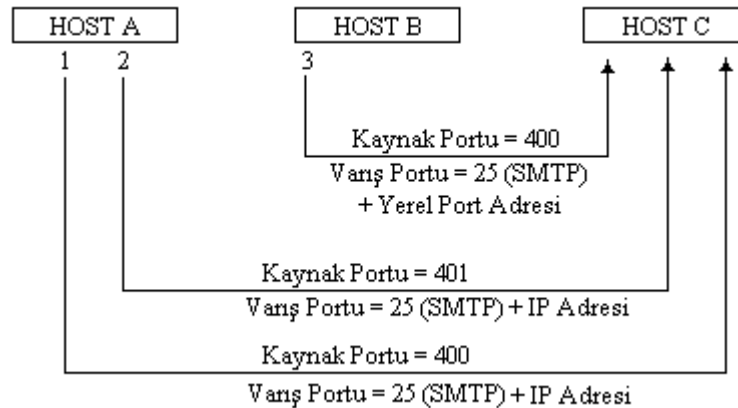 HOST A
HOST B
HOST C
1
2
3
Kaynak Portu = 400
Varış Portu = 25 (SMTP)
+ Yerel Port Adresi
Kaynak Portu = 401
Varış Portu = 25 (SMTP) + IP Adresi
Kaynak Portu = 400
Varış Portu = 25 (SMTP) + IP Adresi